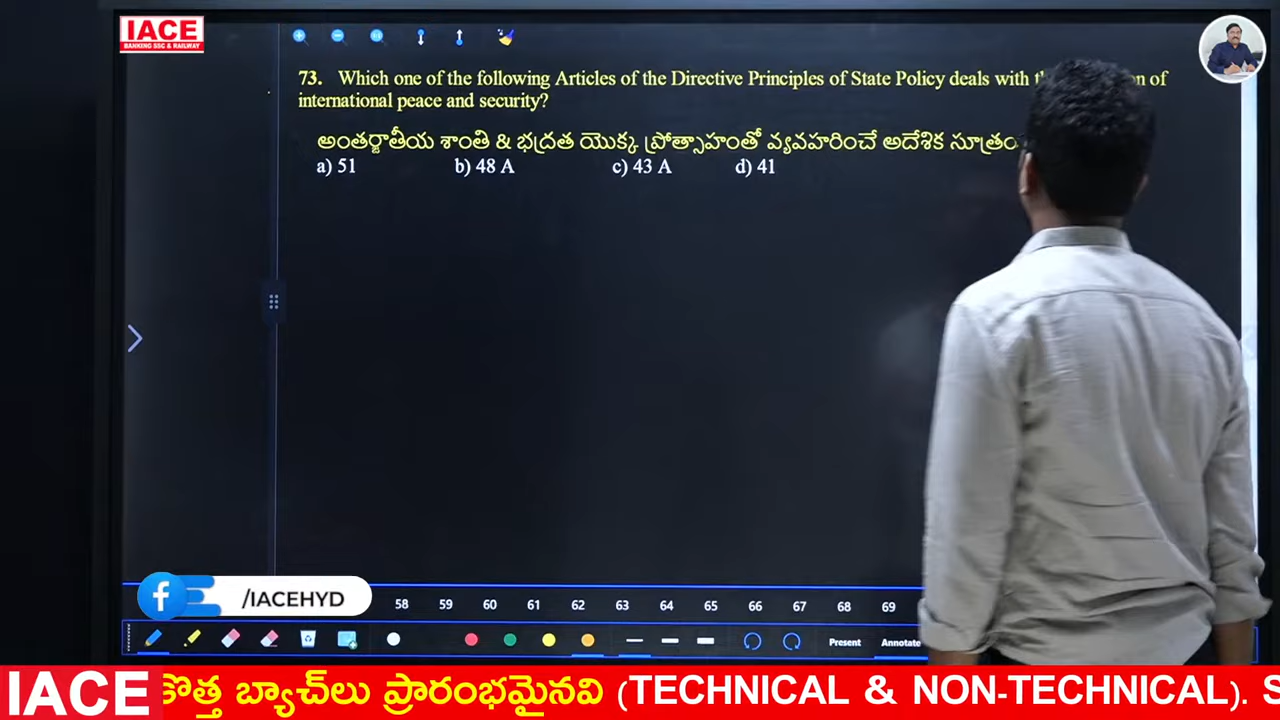 IACE
BANKING SSC & RAILWAY
73. Which one of the following Articles of the Directive Principles of State Policy deals with of
international peace and security?
అంతర్జాతీయ శాంతి & భద్రత యొక్క ప్రోత్సాహంతో వ్యవహరించే అదేశిక
a) 51 b) 48 A c) 43 A d) 41
/IACEHYD 58 59 60 61 62 63 64 65 66 67 68 69
Present Annotate
IACE కొత్త బ్యాచ్‌లు ప్రారంభమైనవి (TECHNICAL & NON-TECHNICAL). S